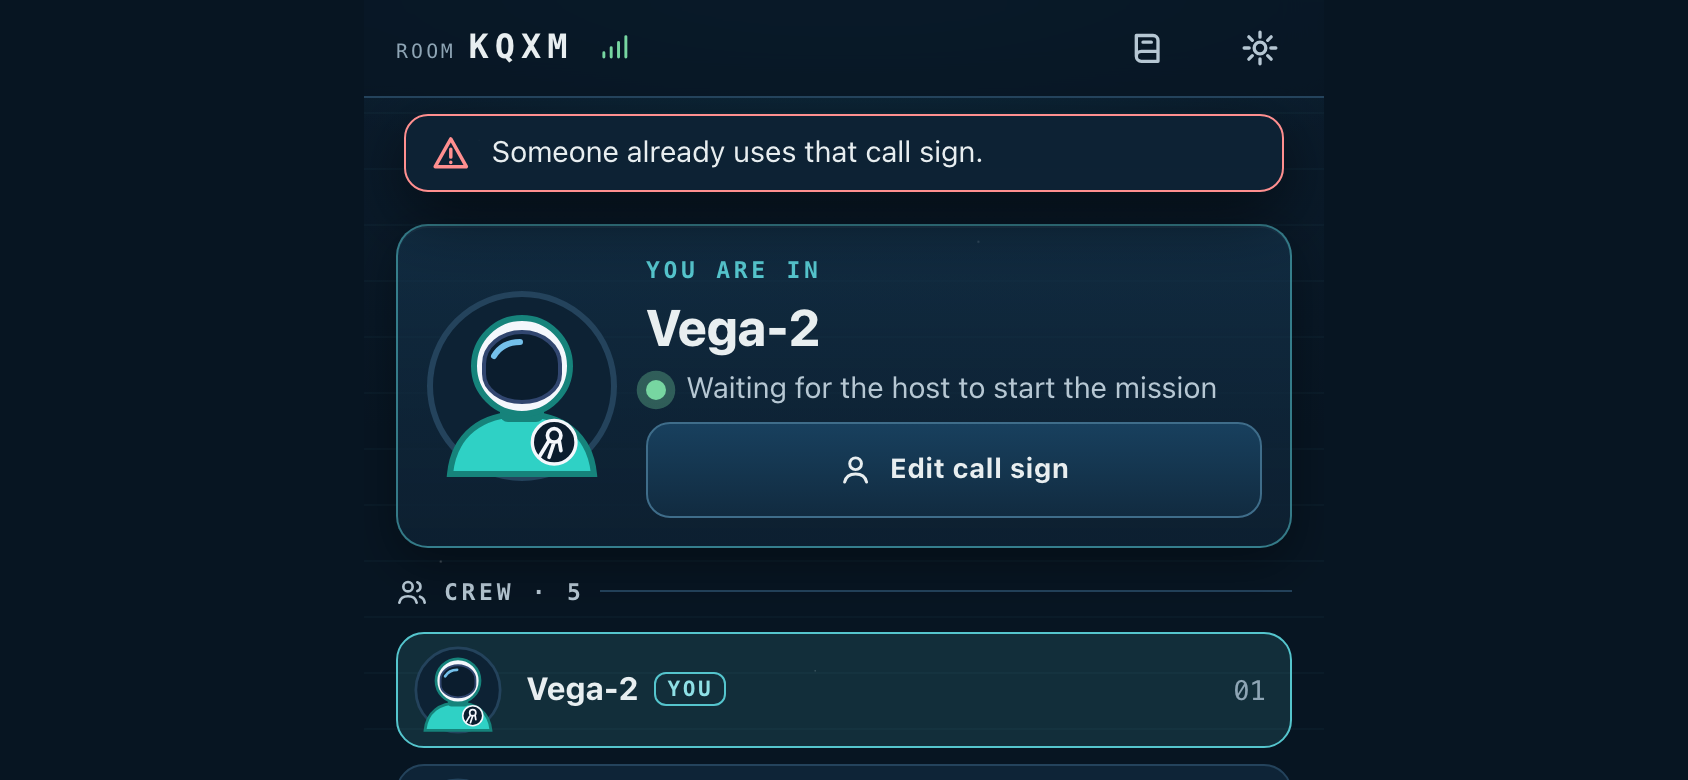 ROOM KQXM
Someone already uses that call sign.
YOU ARE IN
Vega-2
Waiting for the host to start the mission
Edit call sign
CREW · 5
Vega-2 YOU 01